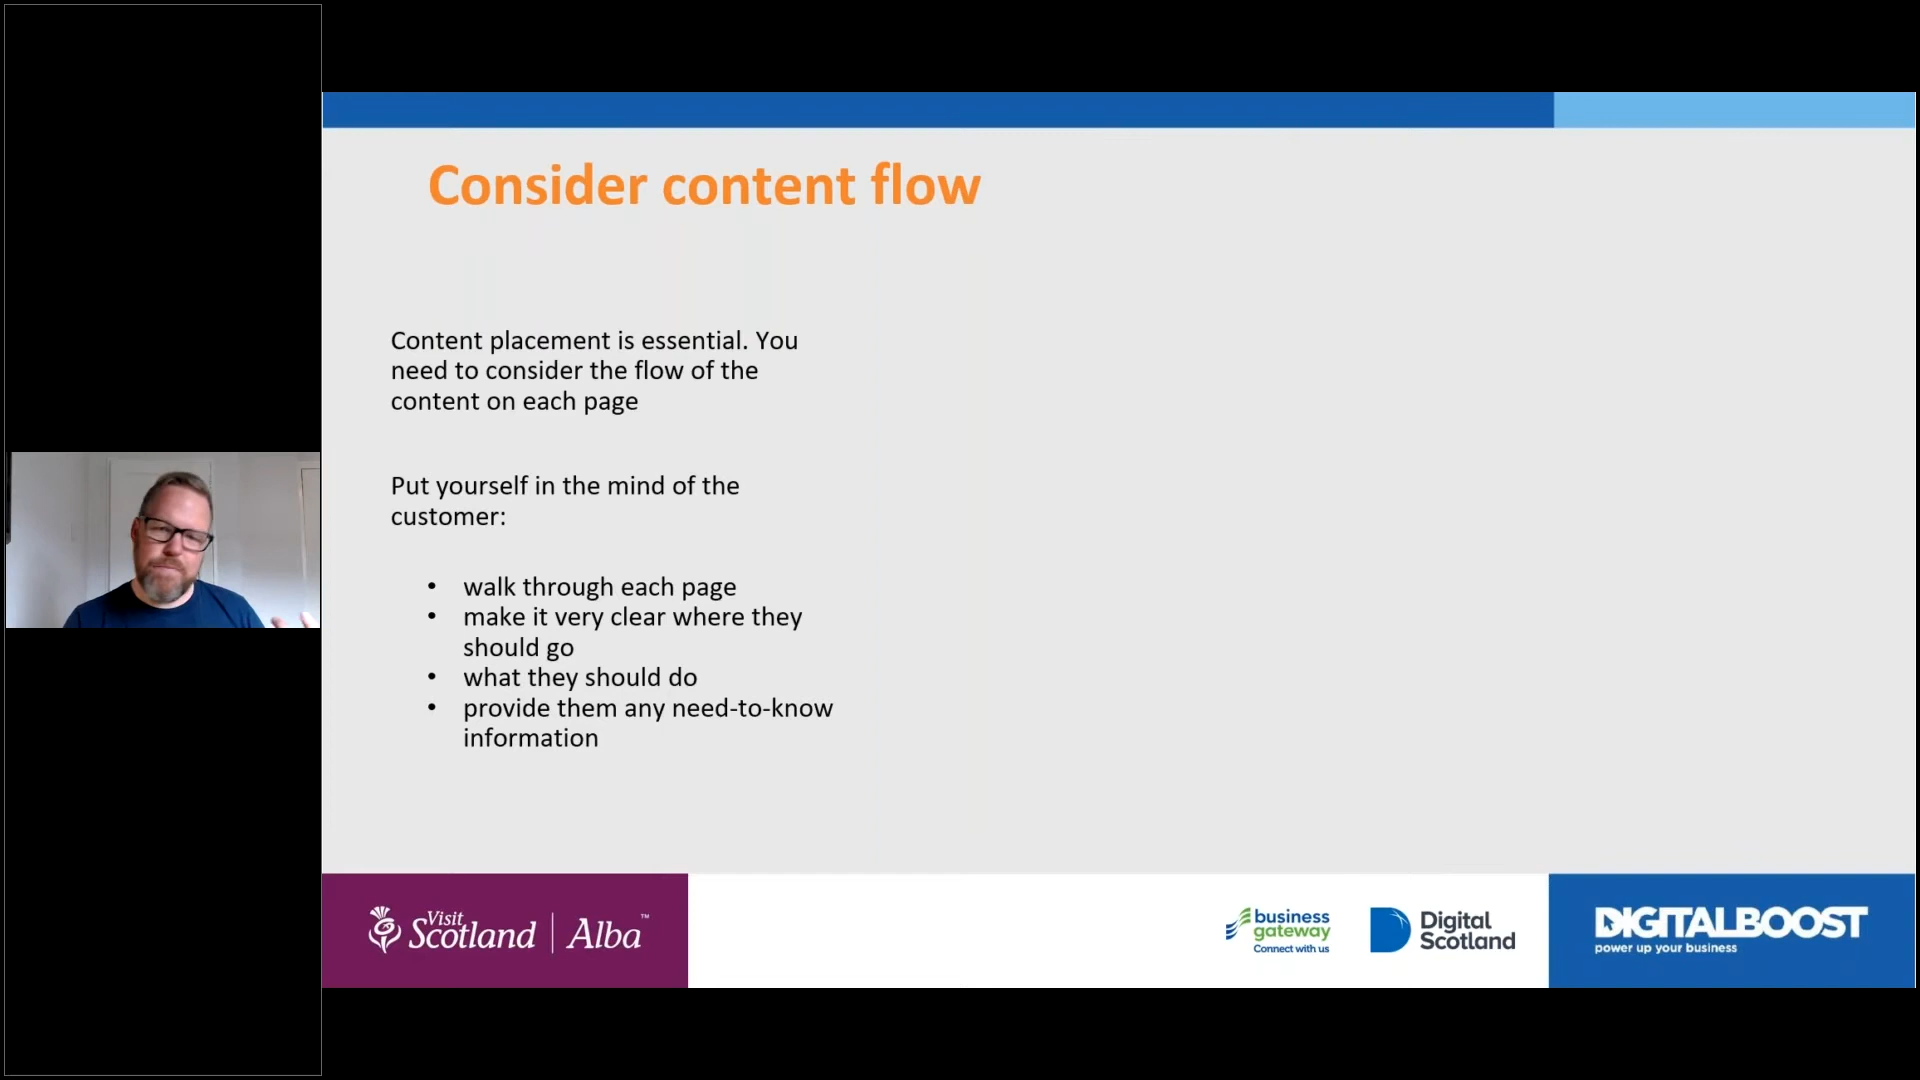 Consider content flow
Content placement is essential. You
need to consider the flow of the
content on each page
Put yourself in the mind of the
customer:
• walk through each page
• make it very clear where they
should go
• what they should do
• provide them any need-to-know
information
Visit
Scotland | Alba™
business
gateway
Connect with us
Digital
Scotland
DIGITALBOOST
power up your business